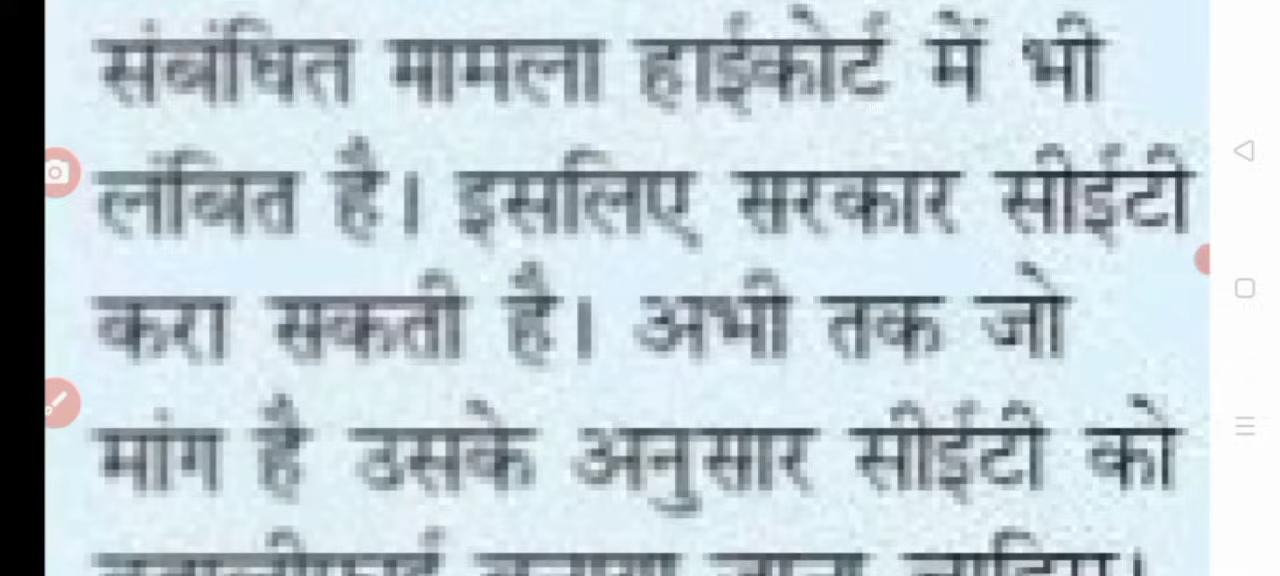 संबंधित मामला हाईकोर्ट में भी
लंबित है। इसलिए सरकार सीईटी
करा सकती है। अभी तक जो
मांग है उसके अनुसार सीईटी को